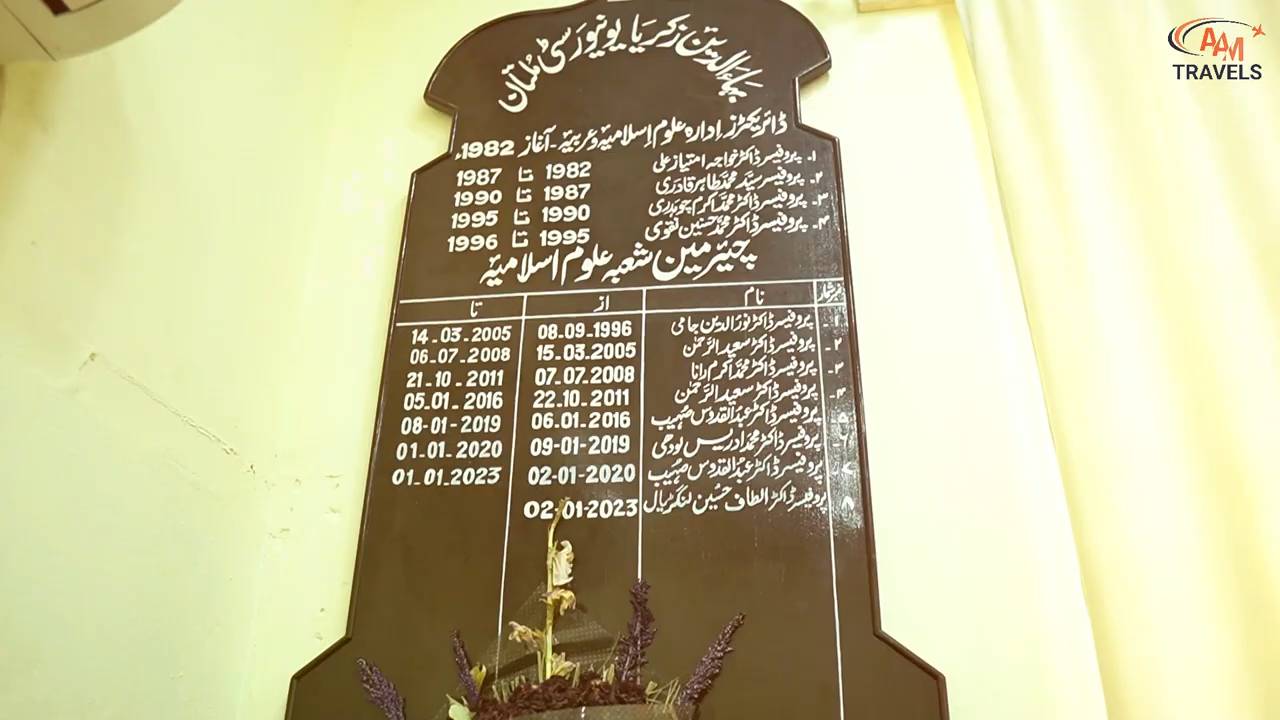 بہاءالدین زکریا یونیورسٹی ملتان
ڈائریکٹرز ادارہ علوم اسلامیہ و عربیہ - آغاز 1982ء
۱۔ پروفیسر ڈاکٹر خواجہ امتیاز علی 1982 تا 1987
۲۔ پروفیسر سید محمد طاہر قادری 1987 تا 1990
۳۔ پروفیسر ڈاکٹر محمد اکرم چوہدری 1990 تا 1995
۴۔ پروفیسر ڈاکٹر محمد حسنین نقوی 1995 تا 1996
چیئرمین شعبہ علوم اسلامیہ
نمبر شمار نام از تا
۱۔ پروفیسر ڈاکٹر نور الدین جامی 08.09.1996 14.03.2005
۲۔ پروفیسر ڈاکٹر سعید الرحمٰن 15.03.2005 06.07.2008
۳۔ پروفیسر ڈاکٹر محمد اکرم رانا 07.07.2008 21.10.2011
۴۔ پروفیسر ڈاکٹر سعید الرحمٰن 22.10.2011 05.01.2016
۵۔ پروفیسر ڈاکٹر عبدالقدوس صہیب 06.01.2016 08-01-2019
۶۔ پروفیسر ڈاکٹر محمد ادریس لودھی 09-01-2019 01.01.2020
۷۔ پروفیسر ڈاکٹر عبدالقدوس صہیب 02-01-2020 01.01.2023
۸ پروفیسر ڈاکٹر الطاف حسین لنگڑیال 02-01-2023
AAM
TRAVELS